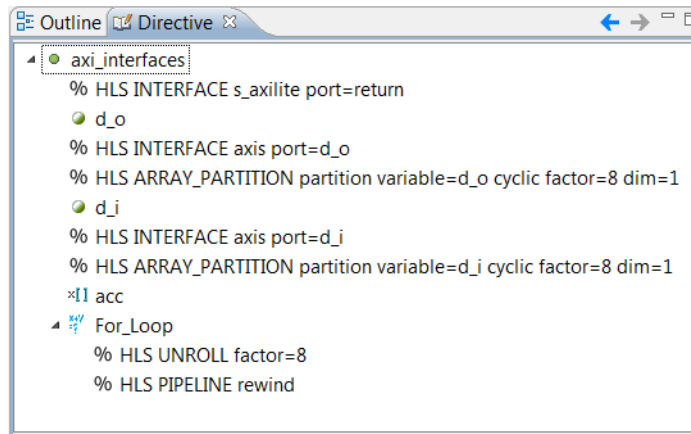 Outline Directive
axi_interfaces
% HLS INTERFACE s_axilite port=return
d_o
% HLS INTERFACE axis port=d_o
% HLS ARRAY_PARTITION partition variable=d_o cyclic factor=8 dim=1
d_i
% HLS INTERFACE axis port=d_i
% HLS ARRAY_PARTITION partition variable=d_i cyclic factor=8 dim=1
×[] acc
For_Loop
% HLS UNROLL factor=8
% HLS PIPELINE rewind